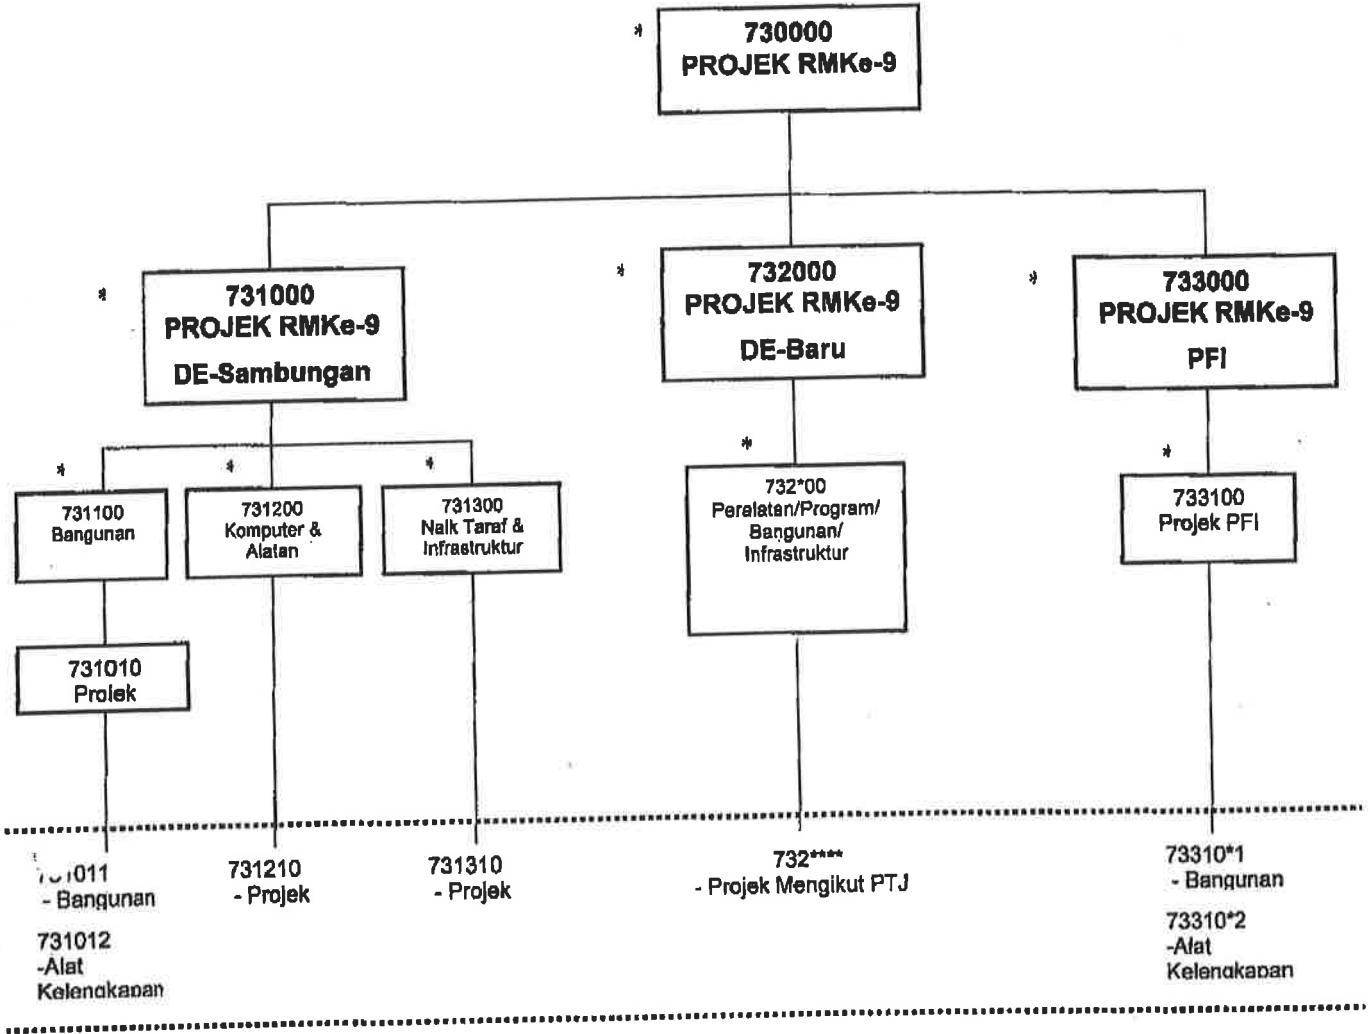 *
730000
PROJEK RMKe-9
*
731000
PROJEK RMKe-9
DE-Sambungan
*
732000
PROJEK RMKe-9
DE-Baru
*
733000
PROJEK RMKe-9
PFI
*
731100
Bangunan
*
731200
Komputer &
Alatan
*
731300
Naik Taraf &
Infrastruktur
*
732*00
Peralatan/Program/
Bangunan/
Infrastruktur
*
733100
Projek PFI
731010
Projek
- Bangunan
731012
-Alat
Kelengkapan
731210
- Projek
731310
- Projek
732****
- Projek Mengikut PTJ
73310*1
- Bangunan
73310*2
-Alat
Kelengkapan